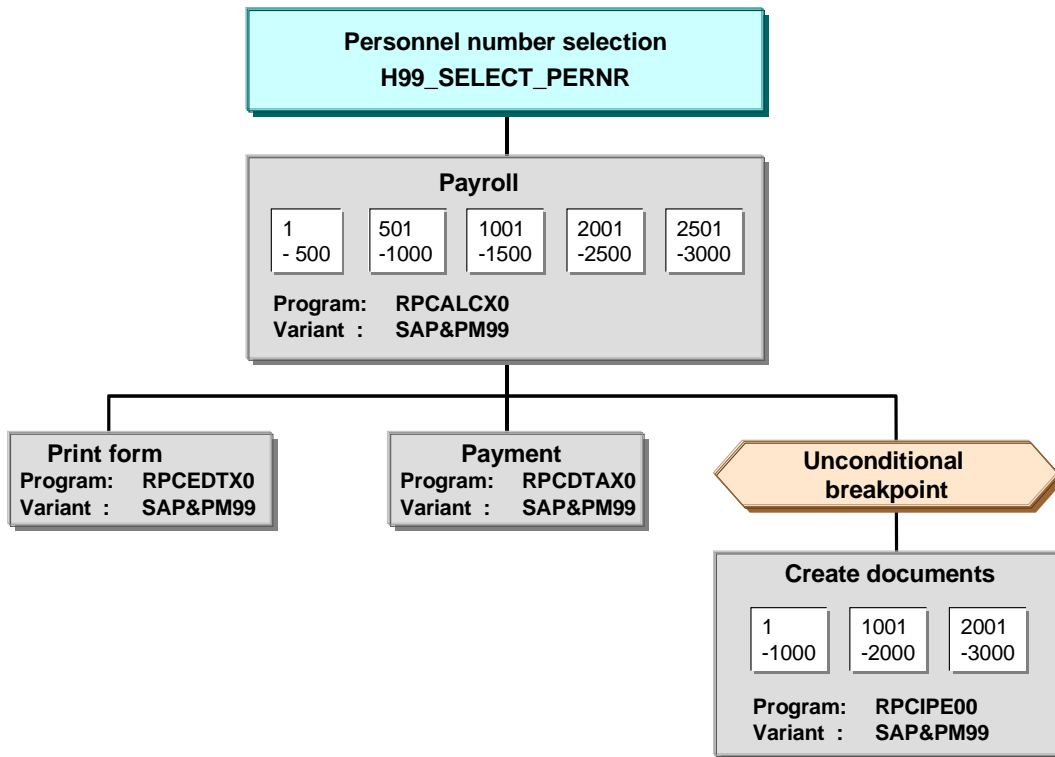 Personnel number selection
H99_SELECT_PERNR
Payroll
1
- 500
501
-1000
1001
-1500
2001
-2500
2501
-3000
Program: RPCALCX0
Variant : SAP&PM99
Print form
Program: RPCEDTX0
Variant : SAP&PM99
Payment
Program: RPCDTAX0
Variant : SAP&PM99
Unconditional
breakpoint
Create documents
1
-1000
1001
-2000
2001
-3000
Program: RPCIPE00
Variant : SAP&PM99